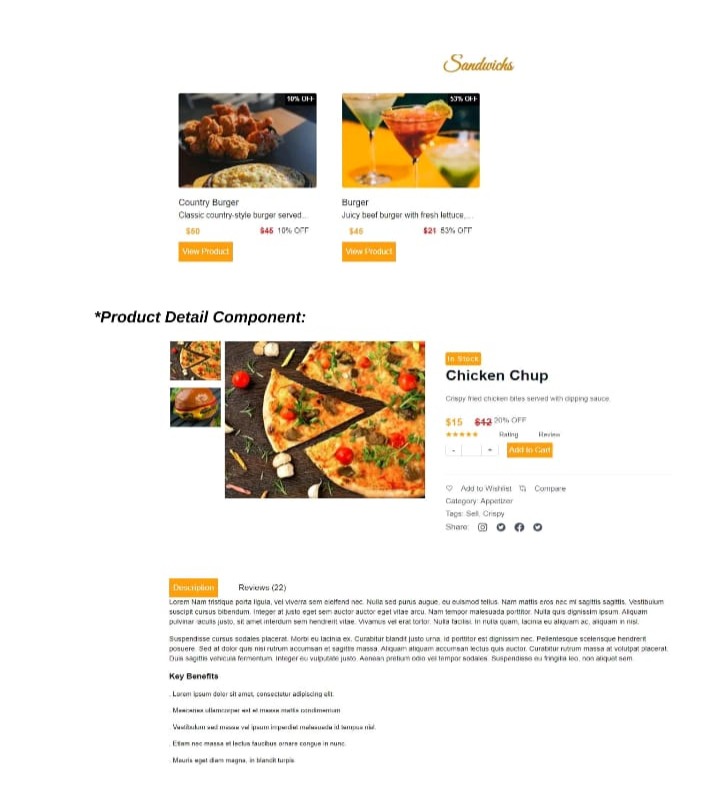 Sandwichs
10% OFF
53% OFF
Country Burger
Burger
Classic country-style burger served...
Juicy beef burger with fresh lettuce,...
$50 $45 10% OFF
$45 $21 53% OFF
View Product
View Product
*Product Detail Component:
In Stock
Chicken Chup
Crispy fried chicken bites served with dipping sauce.
$15 $12 20% OFF
Rating Review
- + Add to Cart
Add to Wishlist Compare
Category: Appetizer
Tags: Sell, Crispy
Share:
Description Reviews (22)
Lorem Nam tristique porta ligula, vel viverra sem eleifend nec. Nulla sed purus augue, eu euismod tellus. Nam mattis eros nec mi sagittis sagittis. Vestibulum
suscipit cursus bibendum. Integer at justo eget sem auctor auctor eget vitae arcu. Nam tempor malesuada porttitor. Nulla quis dignissim ipsum. Aliquam
pulvinar iaculis justo, sit amet interdum sem hendrerit vitae. Vivamus vel erat tortor. Nulla facilisi. In nulla quam, lacinia eu aliquam ac, aliquam in nisl.
Suspendisse cursus sodales placerat. Morbi eu lacinia ex. Curabitur blandit justo urna, id porttitor est dignissim nec. Pellentesque scelerisque hendrerit
posuere. Sed at dolor quis nisi rutrum accumsan et sagittis massa. Aliquam aliquam accumsan lectus quis auctor. Curabitur rutrum massa at volutpat placerat.
Duis sagittis vehicula fermentum. Integer eu vulputate justo. Aenean pretium odio vel tempor sodales. Suspendisse eu fringilla leo, non aliquet sem.
Key Benefits
Lorem ipsum dolor sit amet, consectetur adipiscing elit.
Maecenas ullamcorper est et massa mattis condimentum.
Vestibulum sed massa vel ipsum imperdiet malesuada id tempus nisl.
Etiam nec massa et lectus faucibus ornare congue in nunc.
Mauris eget diam magna, in blandit turpis.